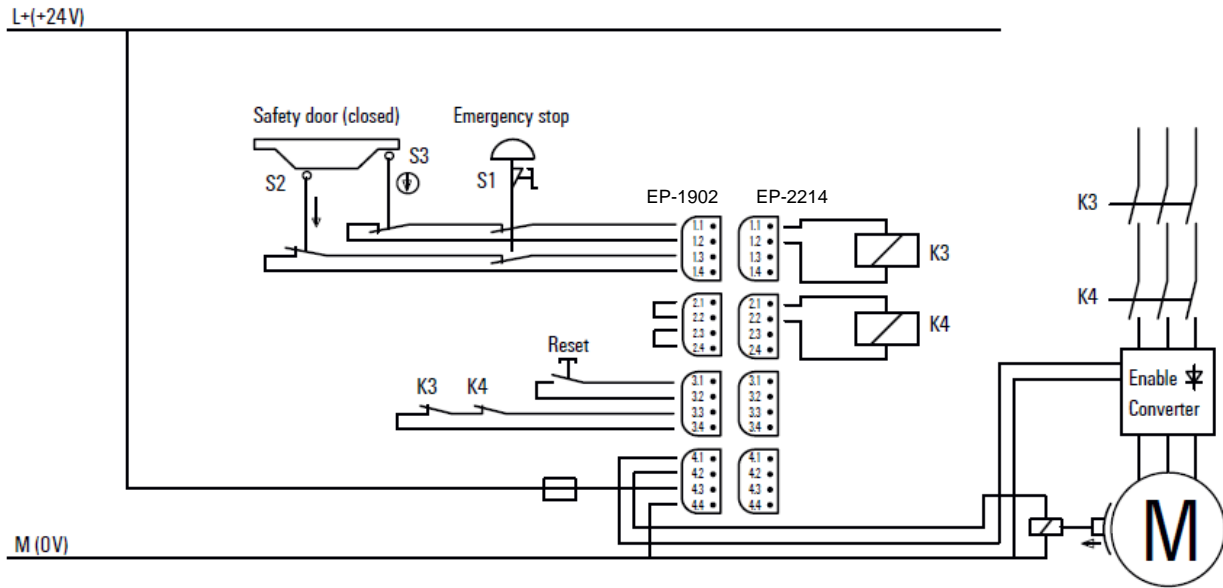 L+(+24V)
Safety door (closed)
Emergency stop
S3
S2
S1
EP-1902
EP-2214
1.1
1.2
1.3
1.4
1.1
1.2
1.3
1.4
K3
K3
2.1
2.2
2.3
2.4
2.1
2.2
2.3
2.4
K4
K4
Reset
K3
K4
3.1
3.2
3.3
3.4
3.1
3.2
3.3
3.4
Enable
Converter
4.1
4.2
4.3
4.4
4.1
4.2
4.3
4.4
M
M (0V)